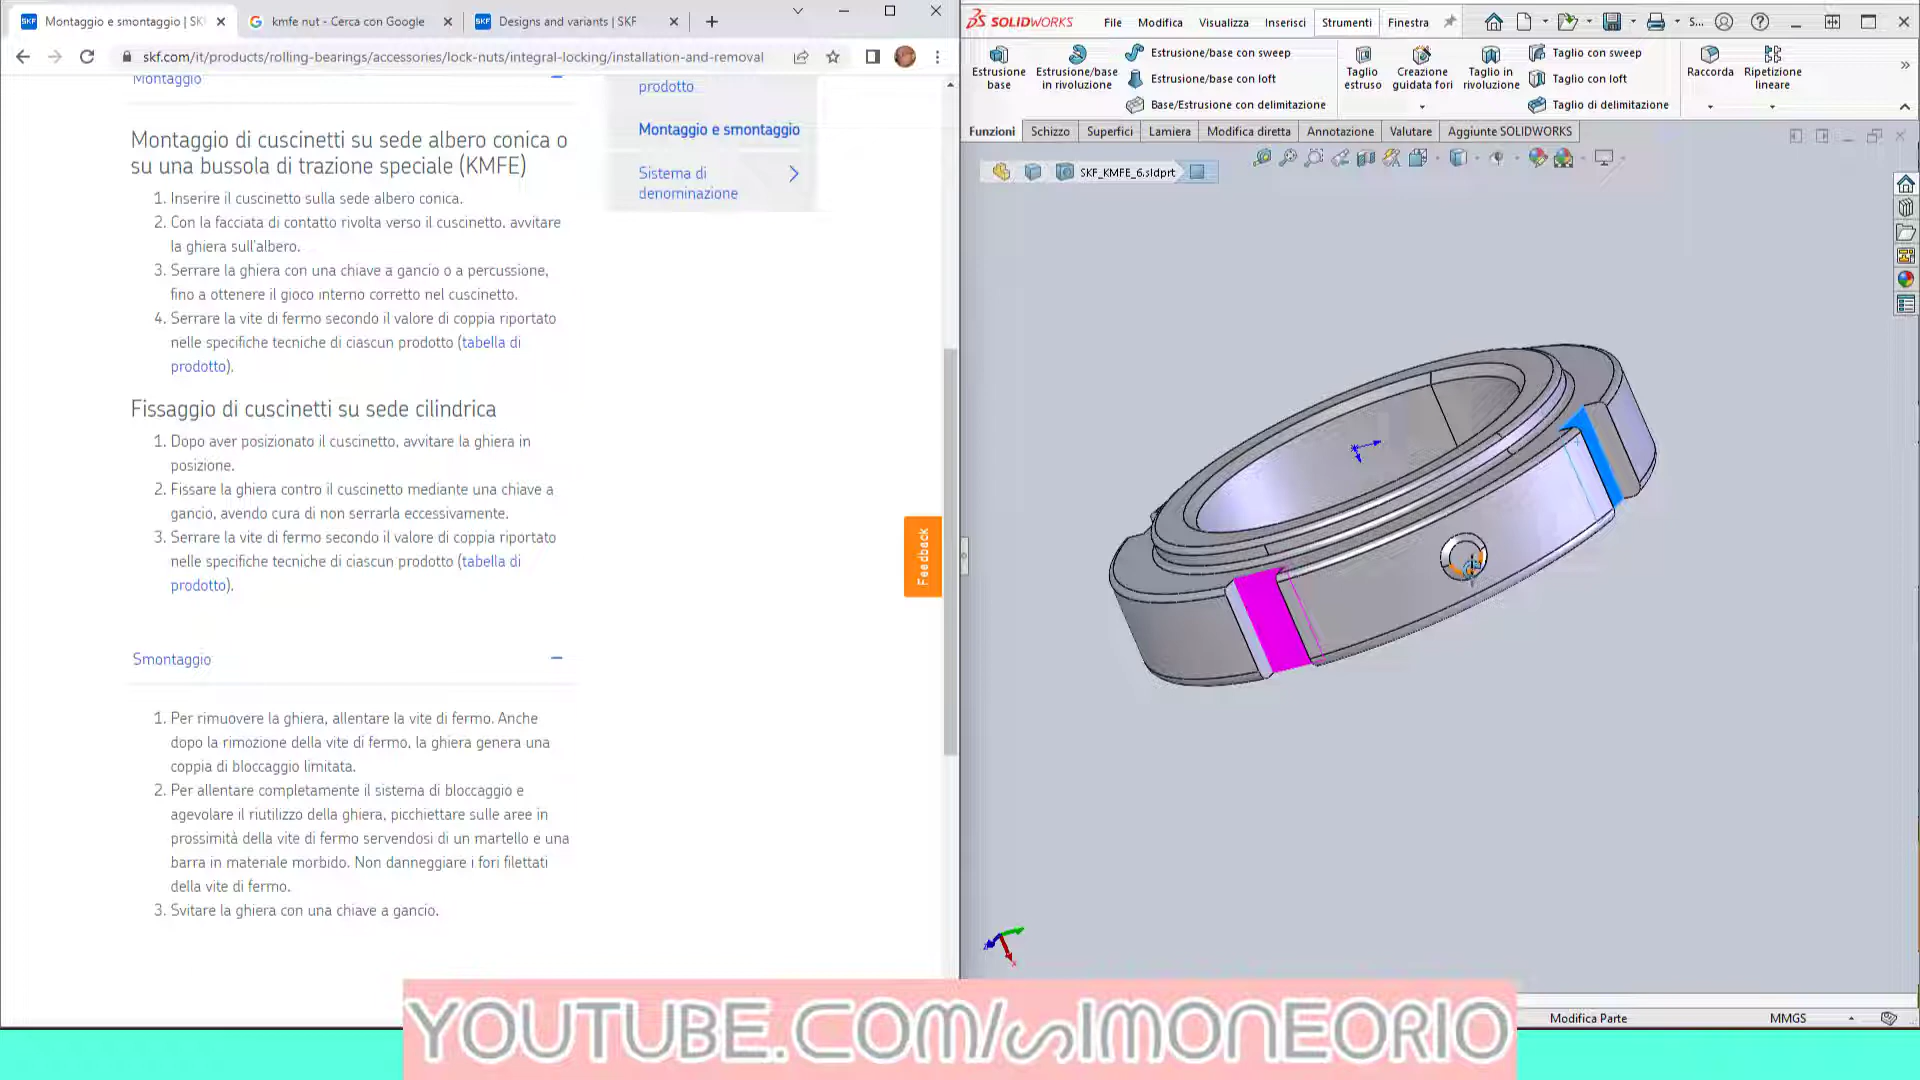 Montaggio e smontaggio | SK
kmfe nut - Cerca con Google
Designs and variants | SKF
skf.com/it/products/rolling-bearings/accessories/lock-nuts/integral-locking/installation-and-removal
Montaggio
Montaggio di cuscinetti su sede albero conica o
su una bussola di trazione speciale (KMFE)
1. Inserire il cuscinetto sulla sede albero conica.
2. Con la facciata di contatto rivolta verso il cuscinetto, avvitare
la ghiera sull'albero.
3. Serrare la ghiera con una chiave a gancio o a percussione,
fino a ottenere il gioco interno corretto nel cuscinetto.
4. Serrare la vite di fermo secondo il valore di coppia riportato
nelle specifiche tecniche di ciascun prodotto (tabella di
prodotto).
Fissaggio di cuscinetti su sede cilindrica
1. Dopo aver posizionato il cuscinetto, avvitare la ghiera in
posizione.
2. Fissare la ghiera contro il cuscinetto mediante una chiave a
gancio, avendo cura di non serrarla eccessivamente.
3. Serrare la vite di fermo secondo il valore di coppia riportato
nelle specifiche tecniche di ciascun prodotto (tabella di
prodotto).
Smontaggio
1. Per rimuovere la ghiera, allentare la vite di fermo. Anche
dopo la rimozione della vite di fermo, la ghiera genera una
coppia di bloccaggio limitata.
2. Per allentare completamente il sistema di bloccaggio e
agevolare il riutilizzo della ghiera, picchiettare sulle aree in
prossimità della vite di fermo servendosi di un martello e una
barra in materiale morbido. Non danneggiare i fori filettati
della vite di fermo.
3. Svitare la ghiera con una chiave a gancio.
prodotto
Montaggio e smontaggio
Sistema di
denominazione
Feedback
SOLIDWORKS
File Modifica Visualizza Inserisci Strumenti Finestra
S...
Estrusione
base
Estrusione/base
in rivoluzione
Estrusione/base con sweep
Estrusione/base con loft
Base/Estrusione con delimitazione
Taglio
estruso
Creazione
guidata fori
Taglio in
rivoluzione
Taglio con sweep
Taglio con loft
Taglio di delimitazione
Raccorda
Ripetizione
lineare
Funzioni Schizzo Superfici Lamiera Modifica diretta Annotazione Valutare Aggiunte SOLIDWORKS
SKF_KMFE_6.sldprt
Modifica Parte
MMGS
YOUTUBE.COM/SIMONEORIO